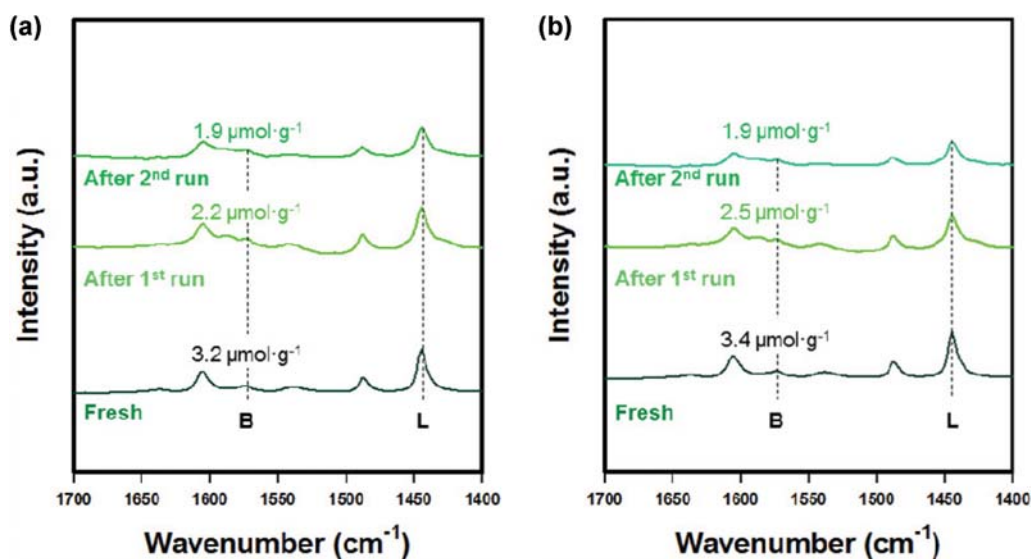 (a)
Intensity (a.u.)
1.9 µmol·g⁻¹
After 2nd run
2.2 µmol·g⁻¹
After 1st run
3.2 µmol·g⁻¹
Fresh
B
L
1700 1650 1600 1550 1500 1450 1400
Wavenumber (cm⁻¹)
(b)
Intensity (a.u.)
1.9 µmol·g⁻¹
After 2nd run
2.5 µmol·g⁻¹
After 1st run
3.4 µmol·g⁻¹
Fresh
B
L
1700 1650 1600 1550 1500 1450 1400
Wavenumber (cm⁻¹)